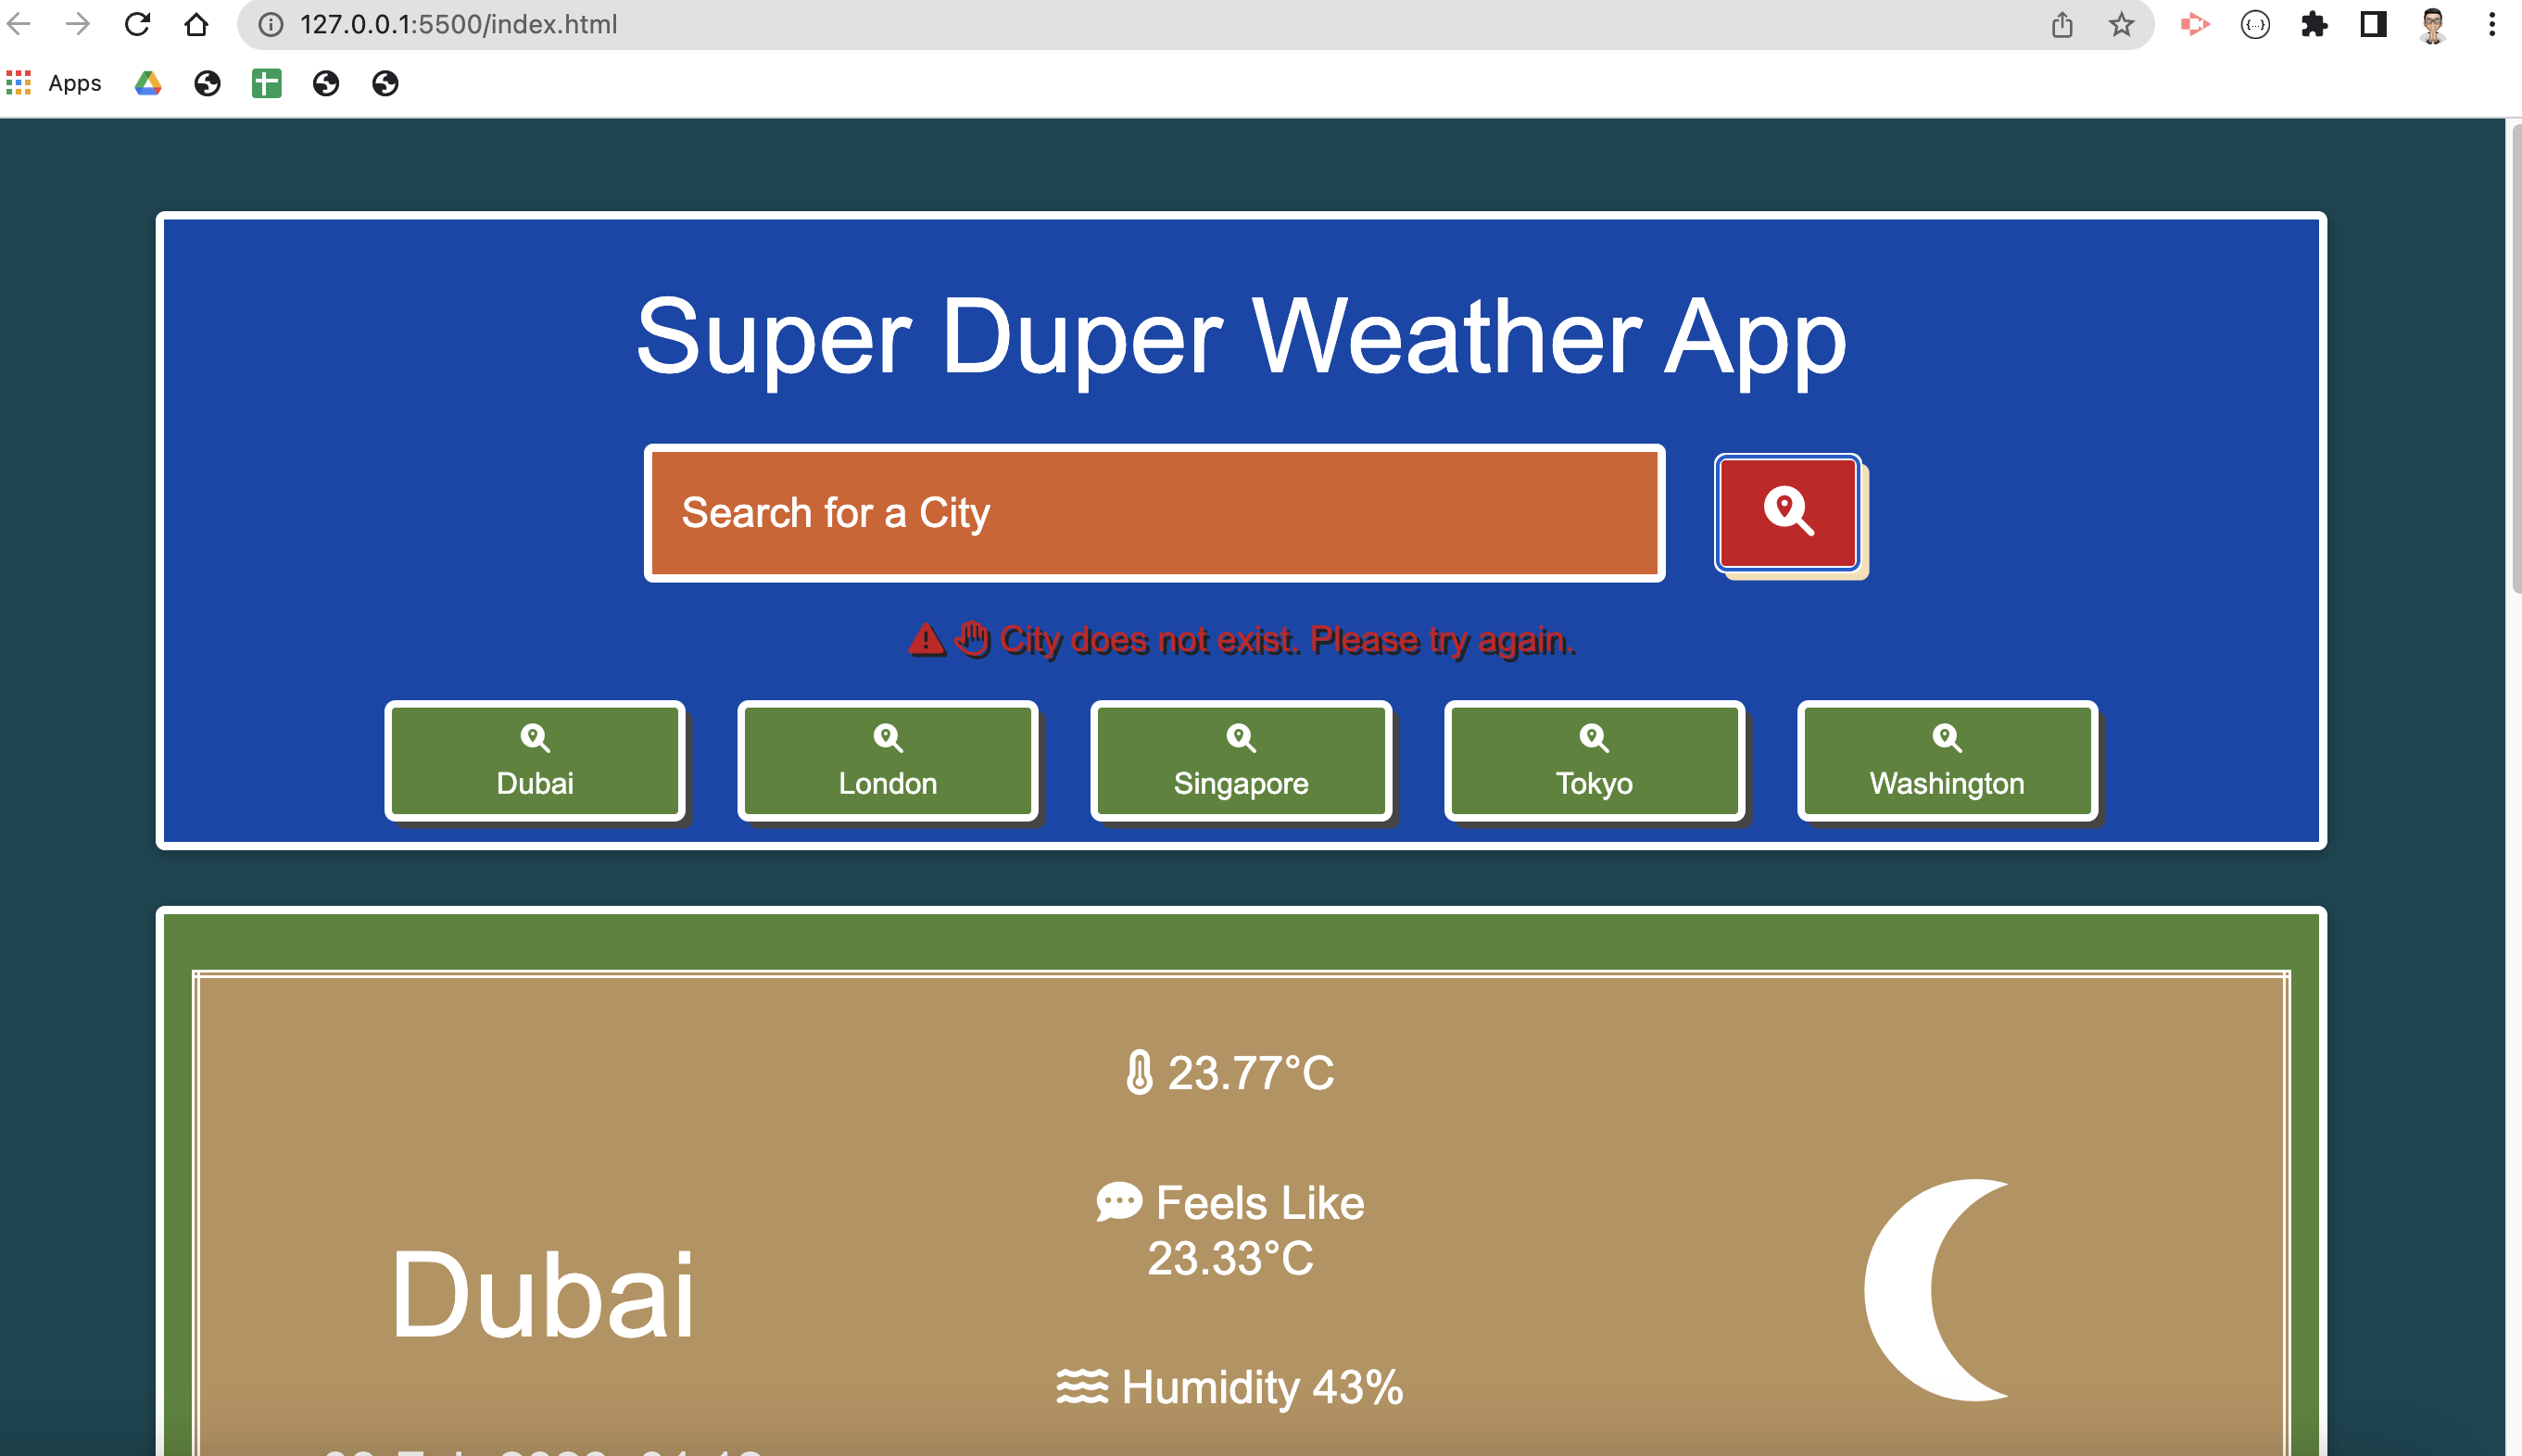 127.0.0.1:5500/index.html
Apps
Super Duper Weather App
Search for a City
City does not exist. Please try again.
Dubai
London
Singapore
Tokyo
Washington
23.77°C
Feels Like
23.33°C
Dubai
Humidity 43%